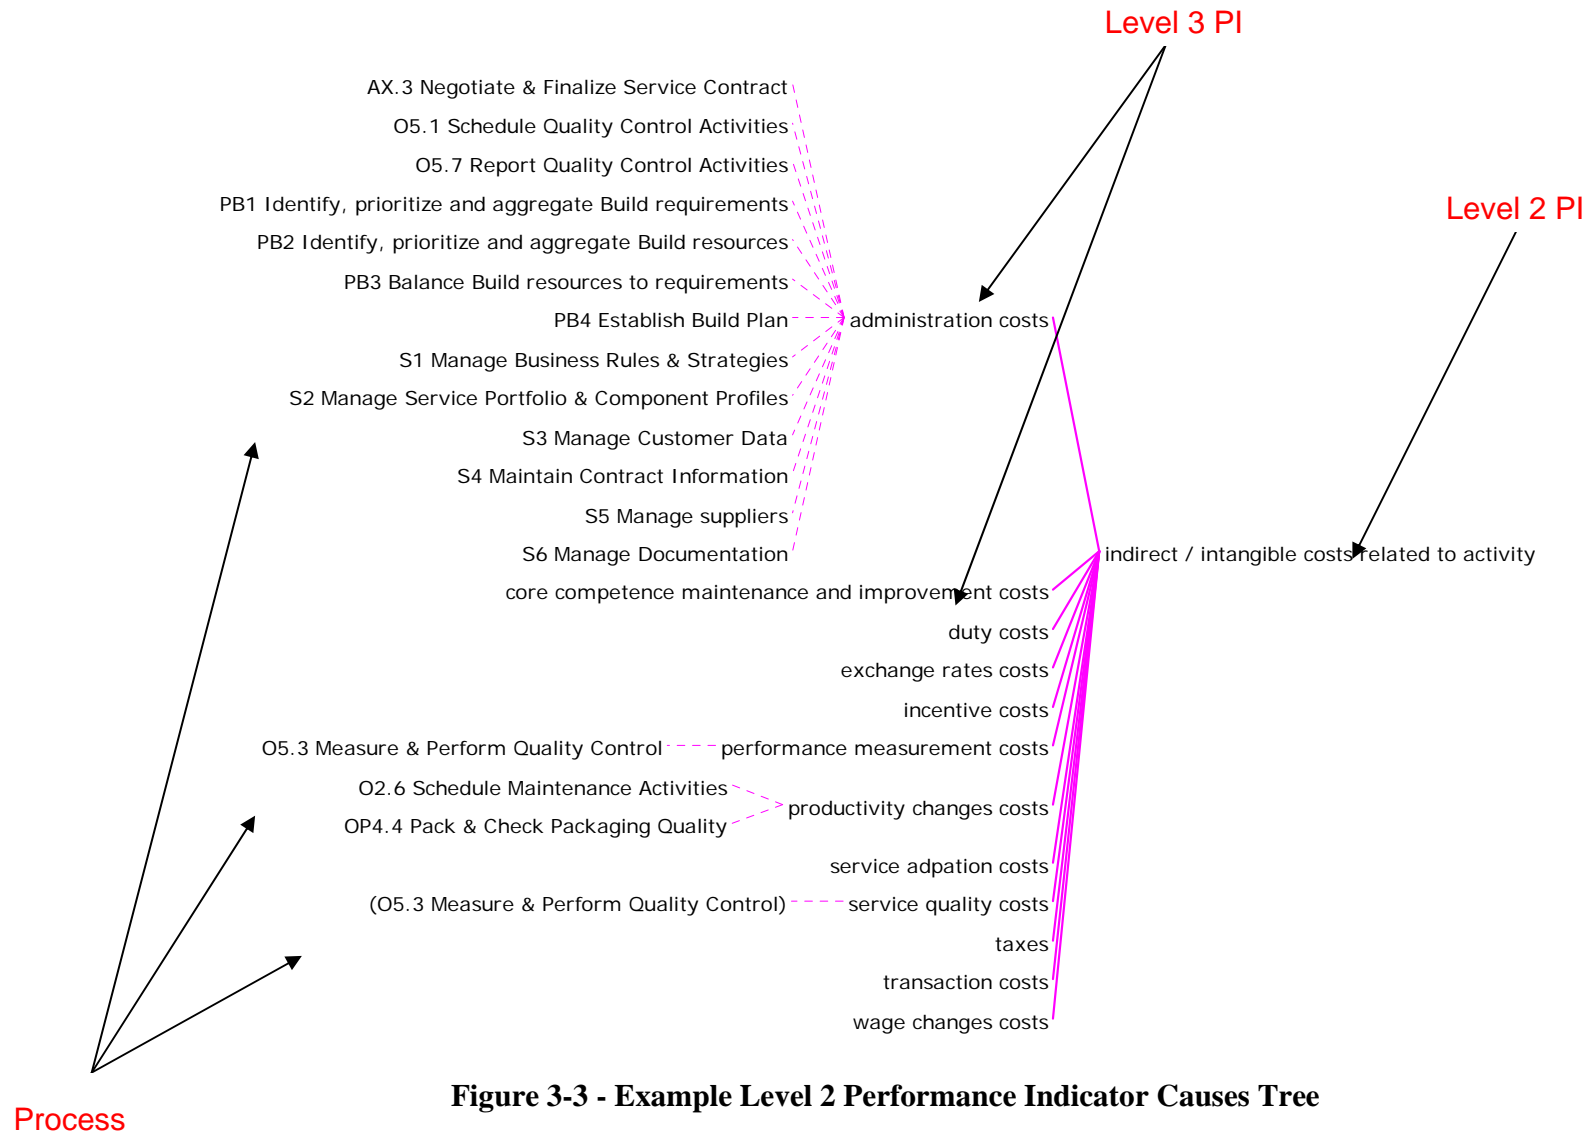 Level 3 PI
AX.3 Negotiate & Finalize Service Contract
O5.1 Schedule Quality Control Activities
O5.7 Report Quality Control Activities
PB1 Identify, prioritize and aggregate Build requirements
Level 2 PI
PB2 Identify, prioritize and aggregate Build resources
PB3 Balance Build resources to requirements
PB4 Establish Build Plan
administration costs
S1 Manage Business Rules & Strategies
S2 Manage Service Portfolio & Component Profiles
S3 Manage Customer Data
S4 Maintain Contract Information
S5 Manage suppliers
S6 Manage Documentation
indirect / intangible costs related to activity
core competence maintenance and improvement costs
duty costs
exchange rates costs
incentive costs
O5.3 Measure & Perform Quality Control
performance measurement costs
O2.6 Schedule Maintenance Activities
productivity changes costs
OP4.4 Pack & Check Packaging Quality
service adpation costs
(O5.3 Measure & Perform Quality Control)
service quality costs
taxes
transaction costs
wage changes costs
Figure 3-3 - Example Level 2 Performance Indicator Causes Tree
Process